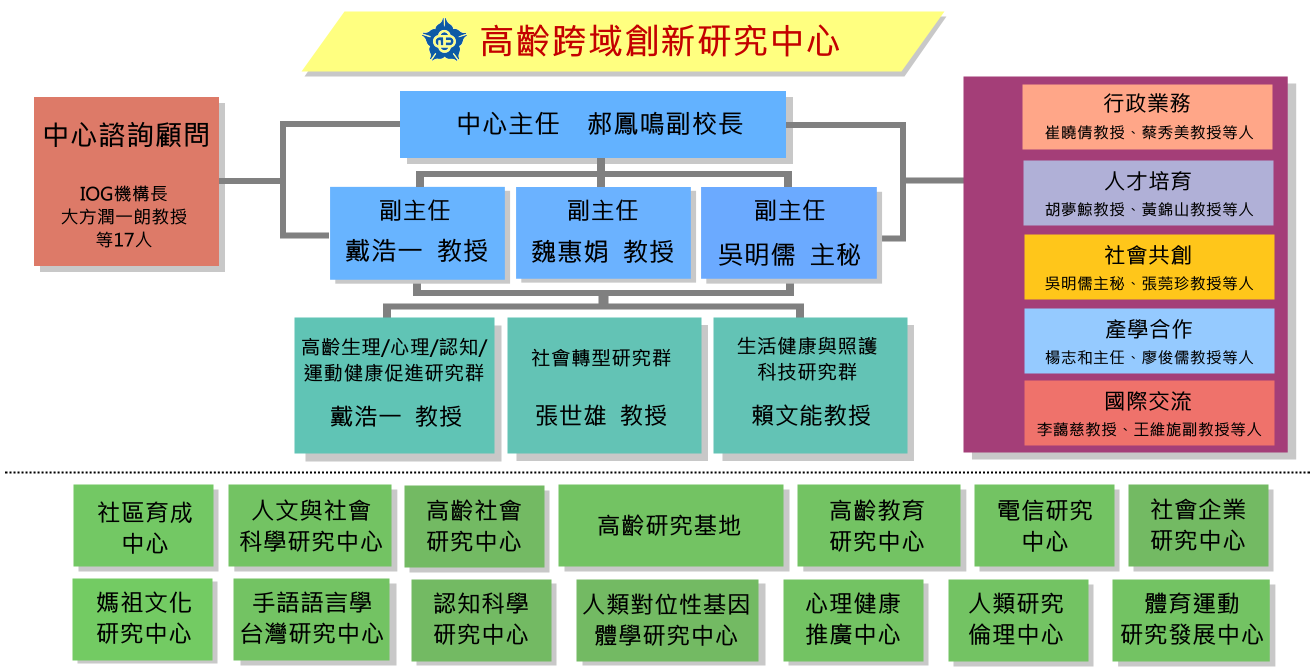 高齡跨域創新研究中心
中心諮詢顧問
IOG機構長
大方潤一朗教授
等17人
中心主任 郝鳳鳴副校長
副主任
戴浩一 教授
副主任
魏惠娟 教授
副主任
吳明儒 主秘
高齡生理/心理/認知/
運動健康促進研究群
戴浩一 教授
社會轉型研究群
張世雄 教授
生活健康與照護
科技研究群
賴文能教授
行政業務
崔曉倩教授、蔡秀美教授等人
人才培育
胡夢鯨教授、黃錦山教授等人
社會共創
吳明儒主秘、張菀珍教授等人
產學合作
楊志和主任、廖俊儒教授等人
國際交流
李藹慈教授、王維旎副教授等人
社區育成
中心
人文與社會
科學研究中心
高齡社會
研究中心
高齡研究基地
高齡教育
研究中心
電信研究
中心
社會企業
研究中心
媽祖文化
研究中心
手語語言學
台灣研究中心
認知科學
研究中心
人類對位性基因
體學研究中心
心理健康
推廣中心
人類研究
倫理中心
體育運動
研究發展中心